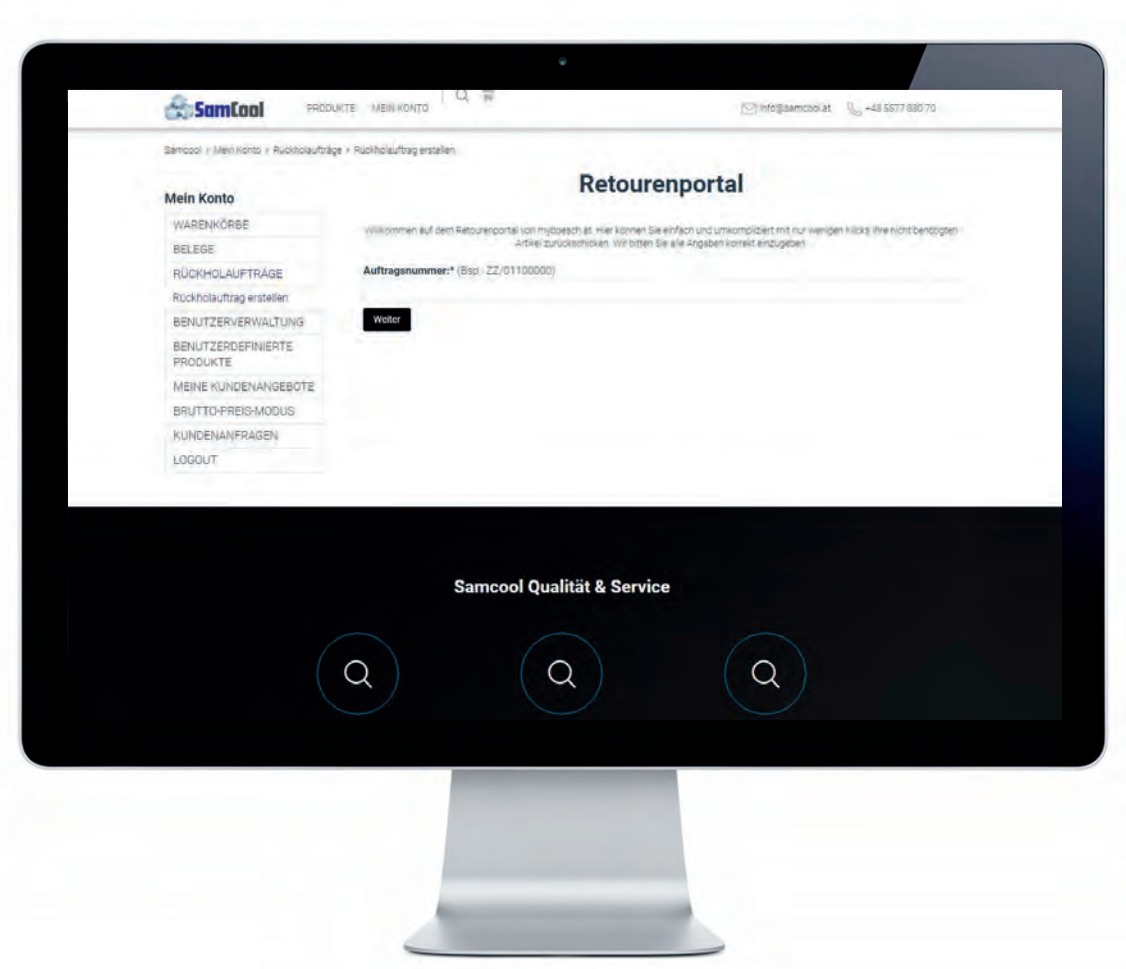 SamCool
PRODUKTE MEIN KONTO
info@samcool.at +43 5577 830 70
Samcool > Mein Konto > Rückholaufträge > Rückholauftrag erstellen
Retourenportal
Mein Konto
WARENKÖRBE
BELEGE
RÜCKHOLAUFTRÄGE
Rückholauftrag erstellen
BENUTZERVERWALTUNG
BENUTZERDEFINIERTE
PRODUKTE
MEINE KUNDENANGEBOTE
BRUTTO-PREIS-MODUS
KUNDENANFRAGEN
LOGOUT
Willkommen auf dem Retourenportal von myboesch.at. Hier können Sie einfach und umkompliziert mit nur wenigen Klicks Ihre nicht benötigten
Artikel zurückschicken. Wir bitten Sie alle Angaben korrekt einzugeben
Auftragsnummer:* (Bsp.: ZZ/01100000)
Weiter
Samcool Qualität & Service